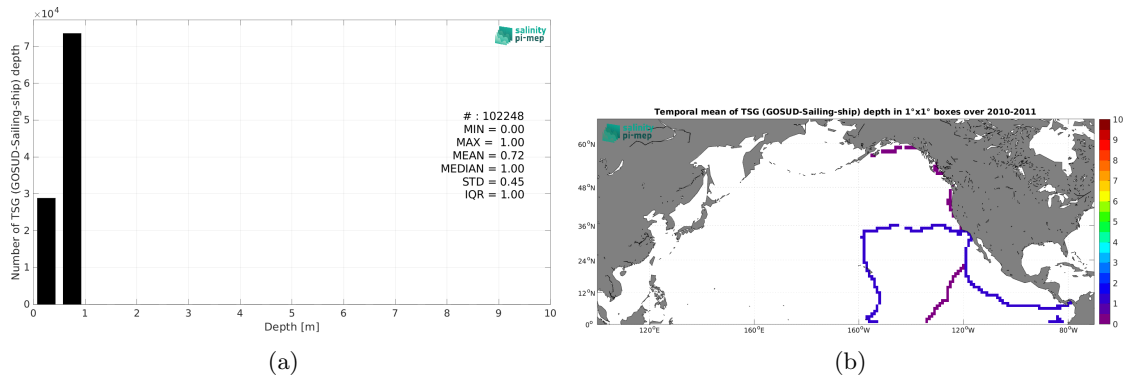 7 ×10⁴
6
5
4
3
2
1
0
Number of TSG (GOSUD-Sailing-ship) depth
salinity
pi-mep
# : 102248
MIN = 0.00
MAX = 1.00
MEAN = 0.72
MEDIAN = 1.00
STD = 0.45
IQR = 1.00
0 1 2 3 4 5 6 7 8 9 10
Depth [m]
(a)
Temporal mean of TSG (GOSUD-Sailing-ship) depth in 1°x1° boxes over 2010-2011
salinity
pi-mep
60°N
48°N
36°N
24°N
12°N
0°
120°E 160°E 160°W 120°W 80°W
10
9
8
7
6
5
4
3
2
1
0
(b)